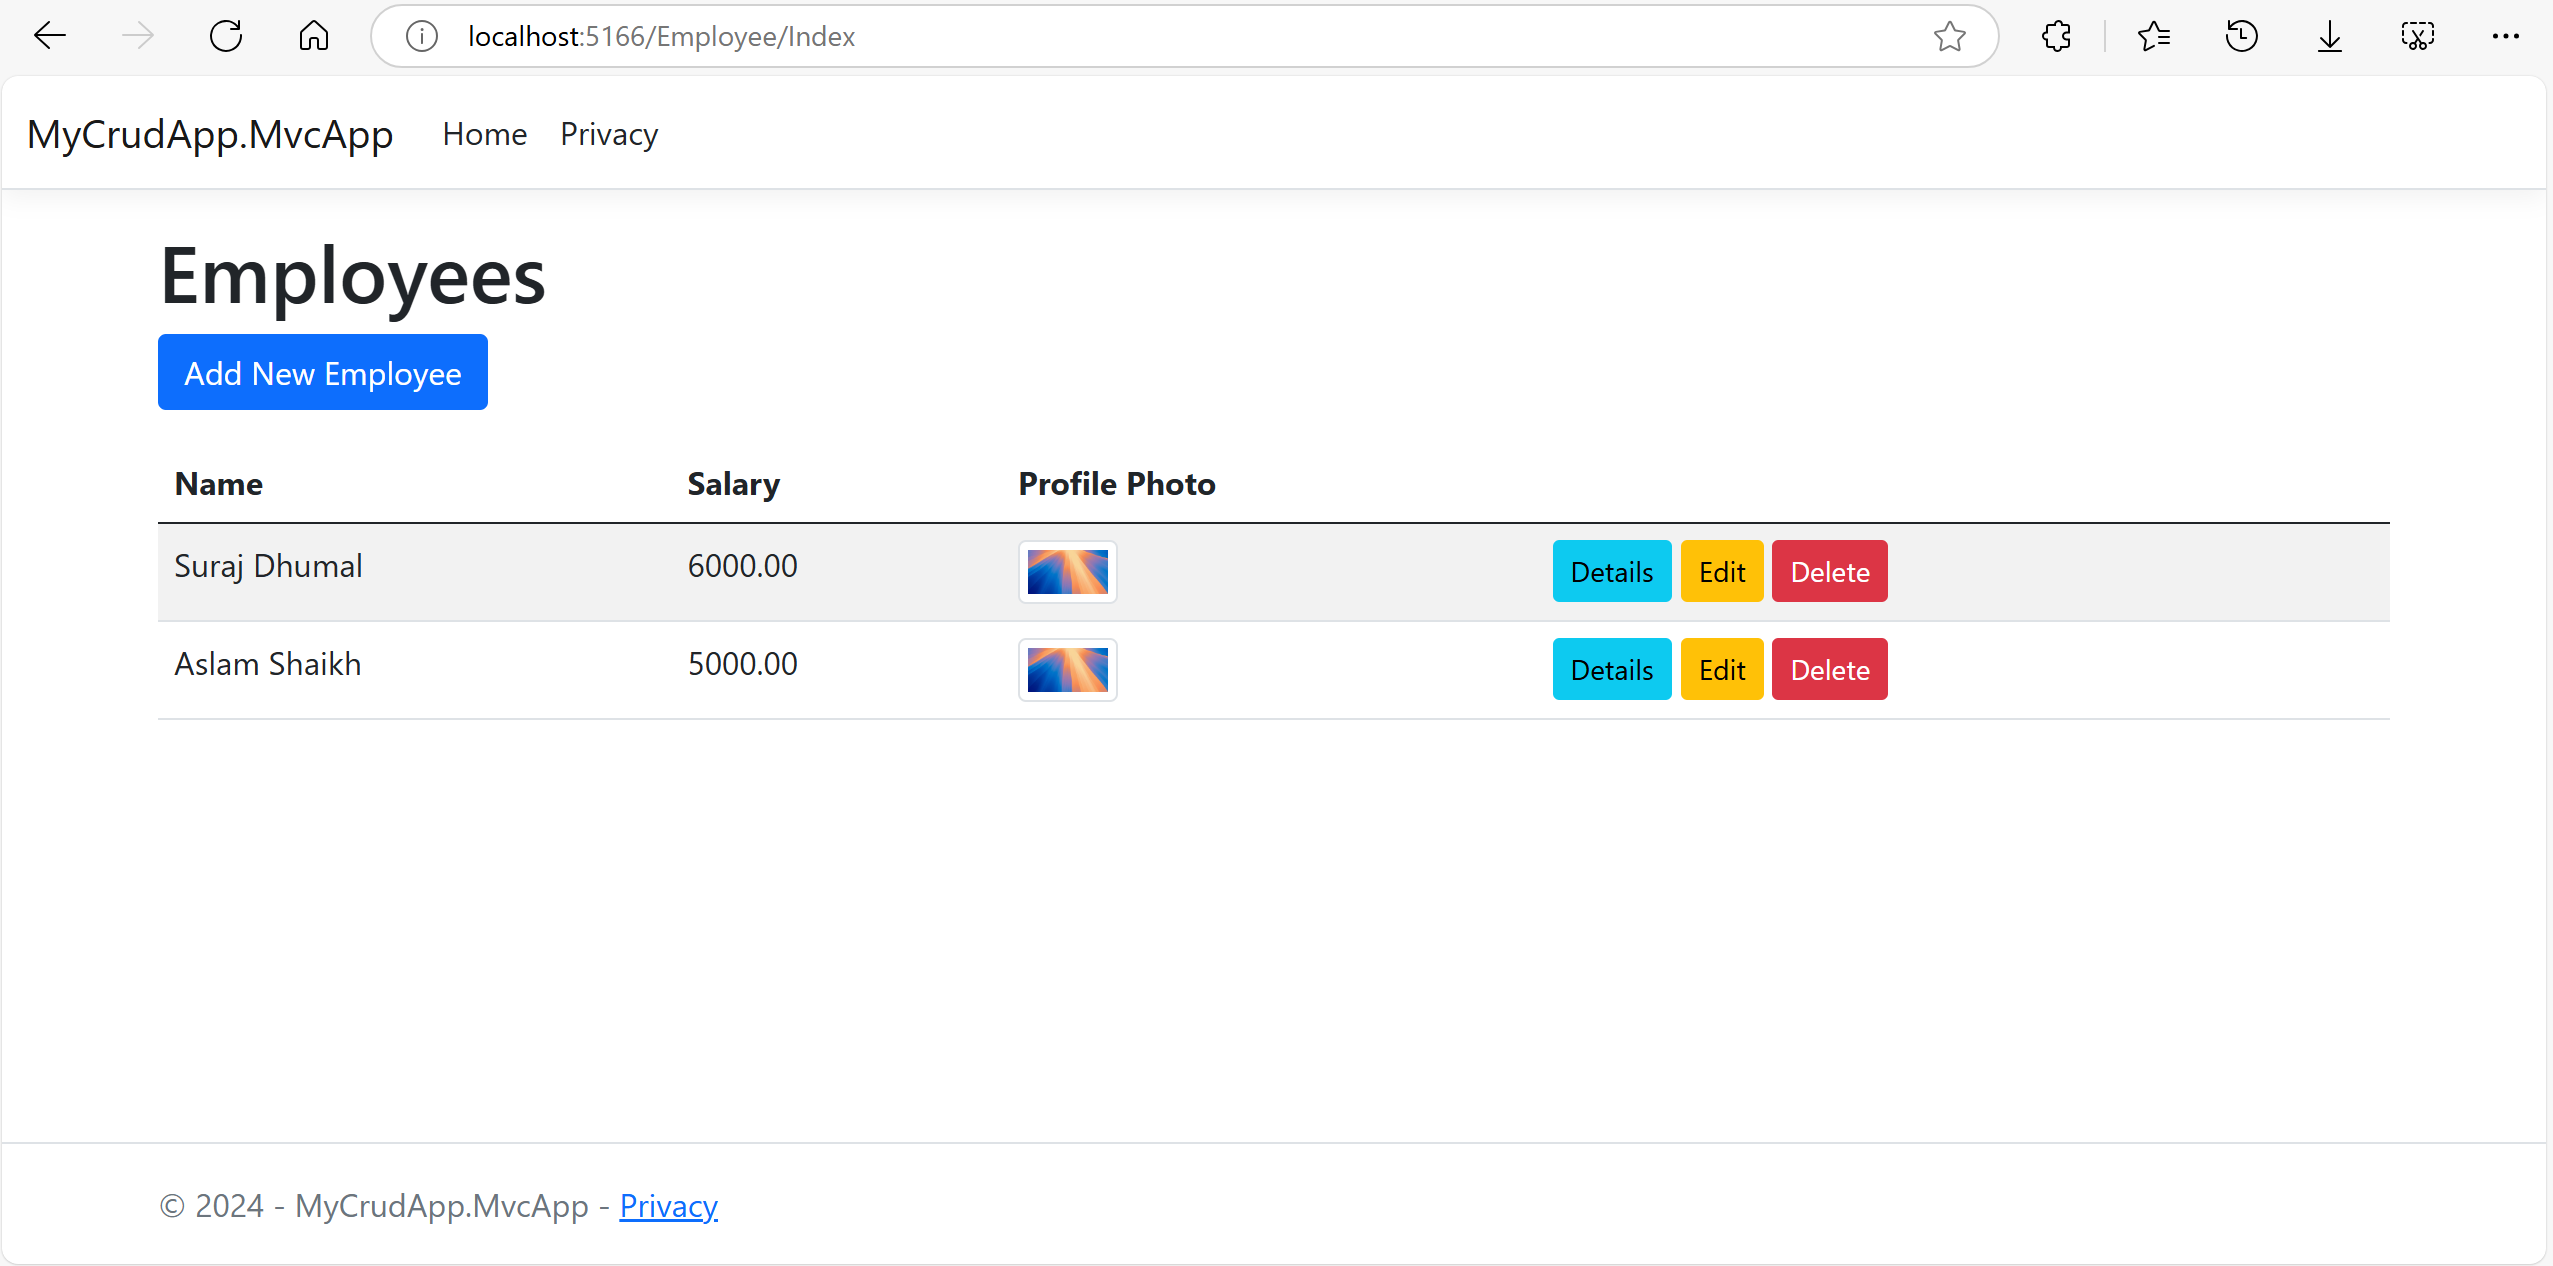 localhost:5166/Employee/Index
MyCrudApp.MvcApp Home Privacy
Employees
Add New Employee
Name Salary Profile Photo
Suraj Dhumal 6000.00 Details Edit Delete
Aslam Shaikh 5000.00 Details Edit Delete
© 2024 - MyCrudApp.MvcApp - Privacy